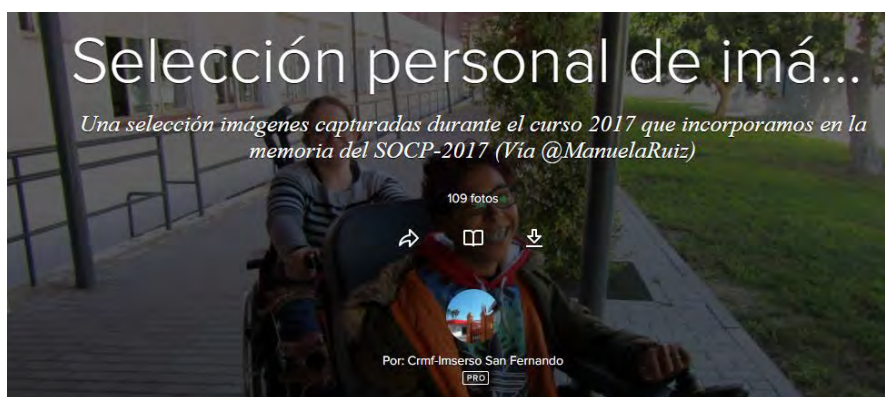 Selección personal de imá...
Una selección imágenes capturadas durante el curso 2017 que incorporamos en la
memoria del SOCP-2017 (Vía @ManuelaRuiz)
109 fotos
Por: Crmf-Imserso San Fernando
PRO